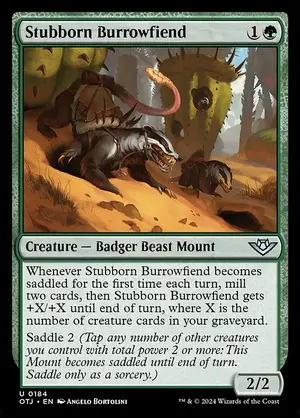 Stubborn Burrowfiend 1
Creature — Badger Beast Mount
Whenever Stubborn Burrowfiend becomes
saddled for the first time each turn, mill
two cards, then Stubborn Burrowfiend gets
+X/+X until end of turn, where X is the
number of creature cards in your graveyard.
Saddle 2 (Tap any number of other creatures
you control with total power 2 or more: This
Mount becomes saddled until end of turn.
Saddle only as a sorcery.)
2/2
U 0184
OTJ • EN Angelo Bortolini
™ & © 2024 Wizards of the Coast